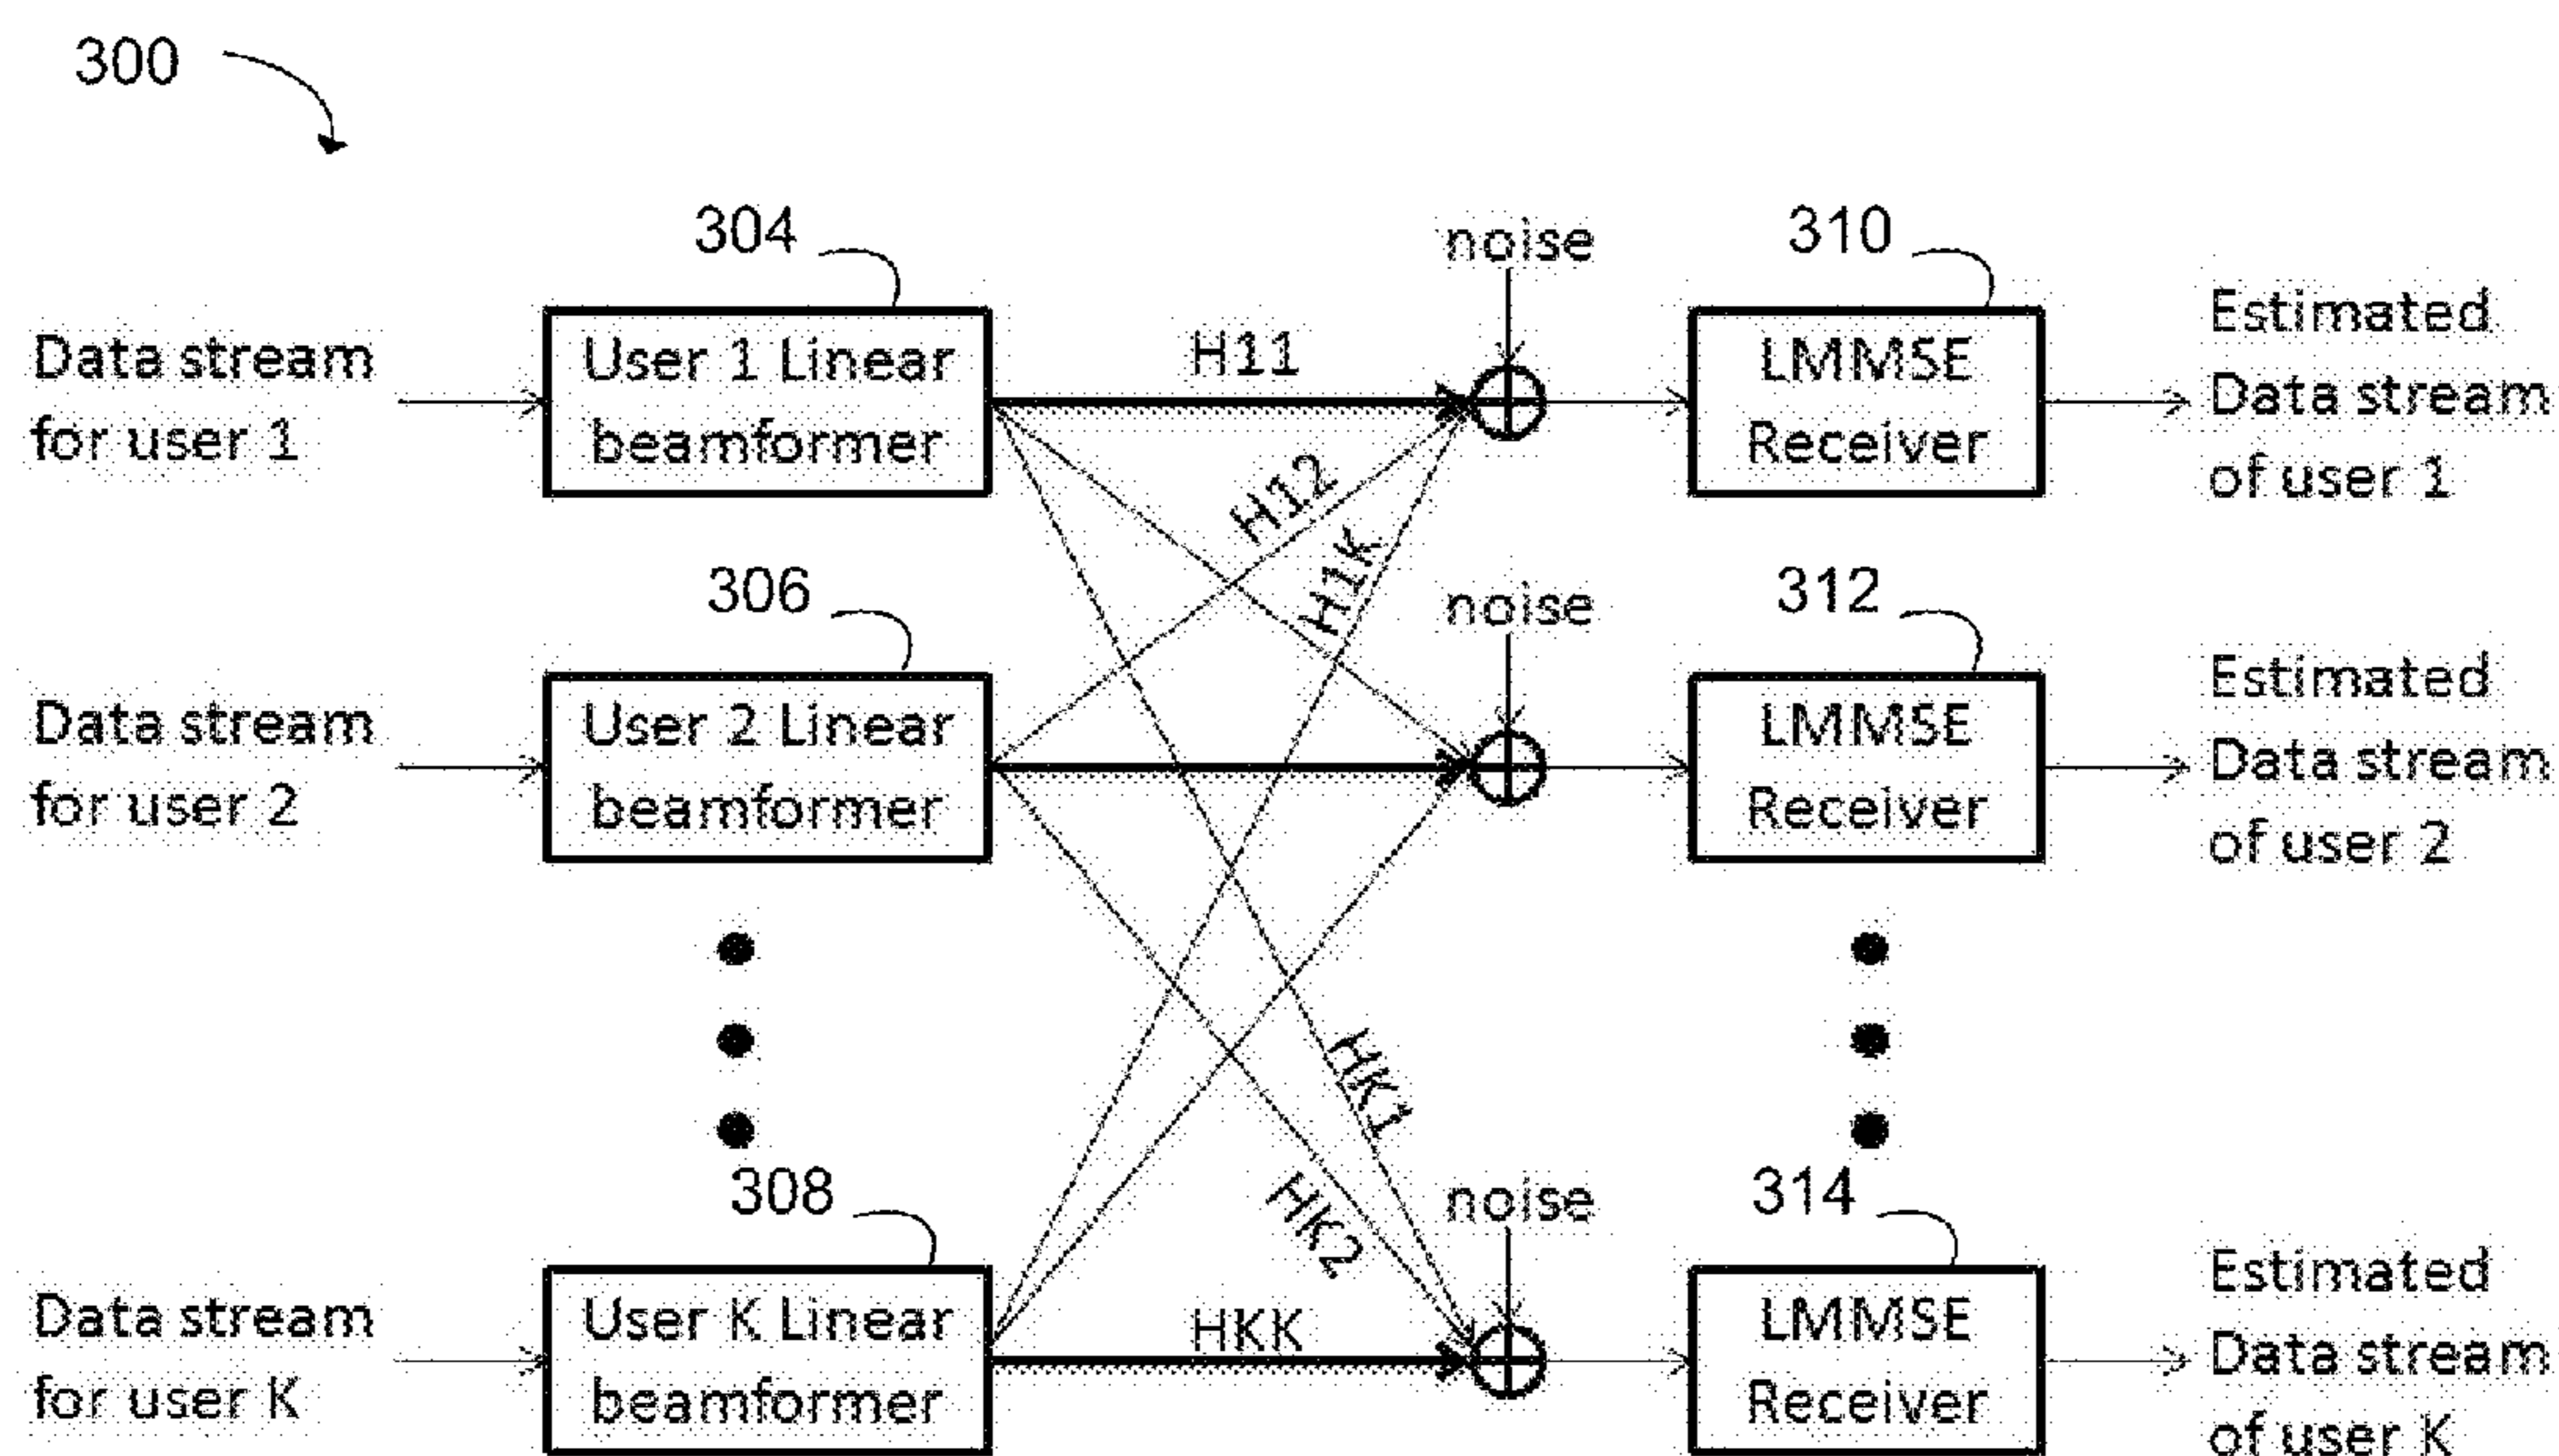 300
304
noise
310
Data stream
for user 1
User 1 Linear
beamformer
H11
LMMSE
Receiver
Estimated
Data stream
of user 1
H12
H1K
306
noise
312
Data stream
for user 2
User 2 Linear
beamformer
LMMSE
Receiver
Estimated
Data stream
of user 2
HK1
HK2
308
noise
314
Data stream
for user K
User K Linear
beamformer
HKK
LMMSE
Receiver
Estimated
Data stream
of user K